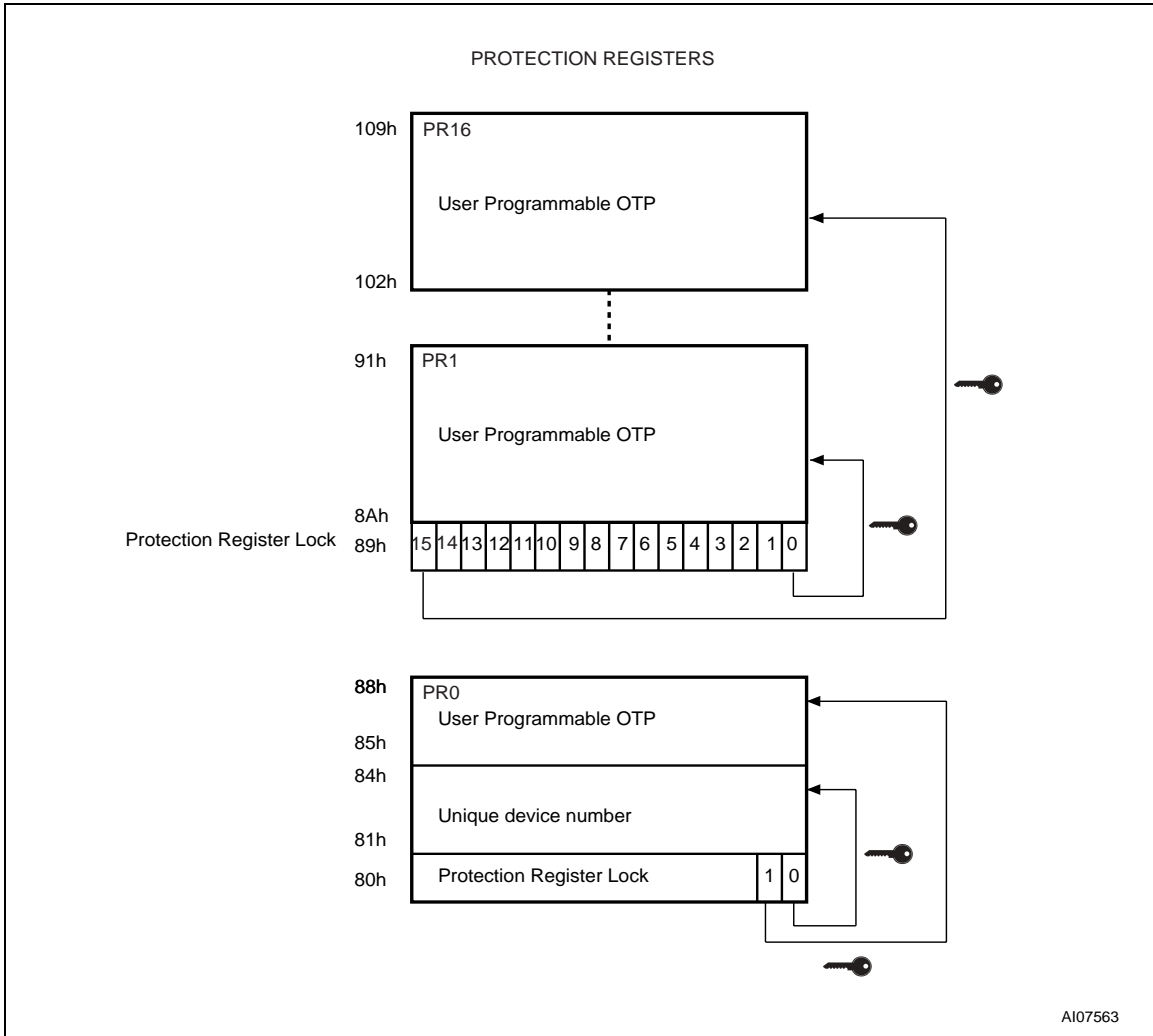 PROTECTION REGISTERS
109h
PR16
User Programmable OTP
102h
91h
PR1
User Programmable OTP
8Ah
Protection Register Lock
89h
15 14 13 12 11 10 9 8 7 6 5 4 3 2 1 0
88h
PR0
User Programmable OTP
85h
84h
Unique device number
81h
80h
Protection Register Lock
1 0
AI07563